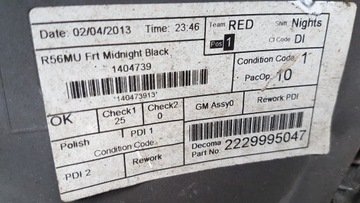 Date: 02/04/2013 Time: 23:46 Team: RED Shift: Nights
Pos 1 CI Code: DI
R56MU Frt Midnight Black
1404739 Condition Code: 1
PacOp: 10
*140473913*
OK Check1 25 Check2 0 GM Assy0 Rework PDI
Polish PDI 1
Condition Code:
PDI 2 Rework
Decoma Part No: 2229995047